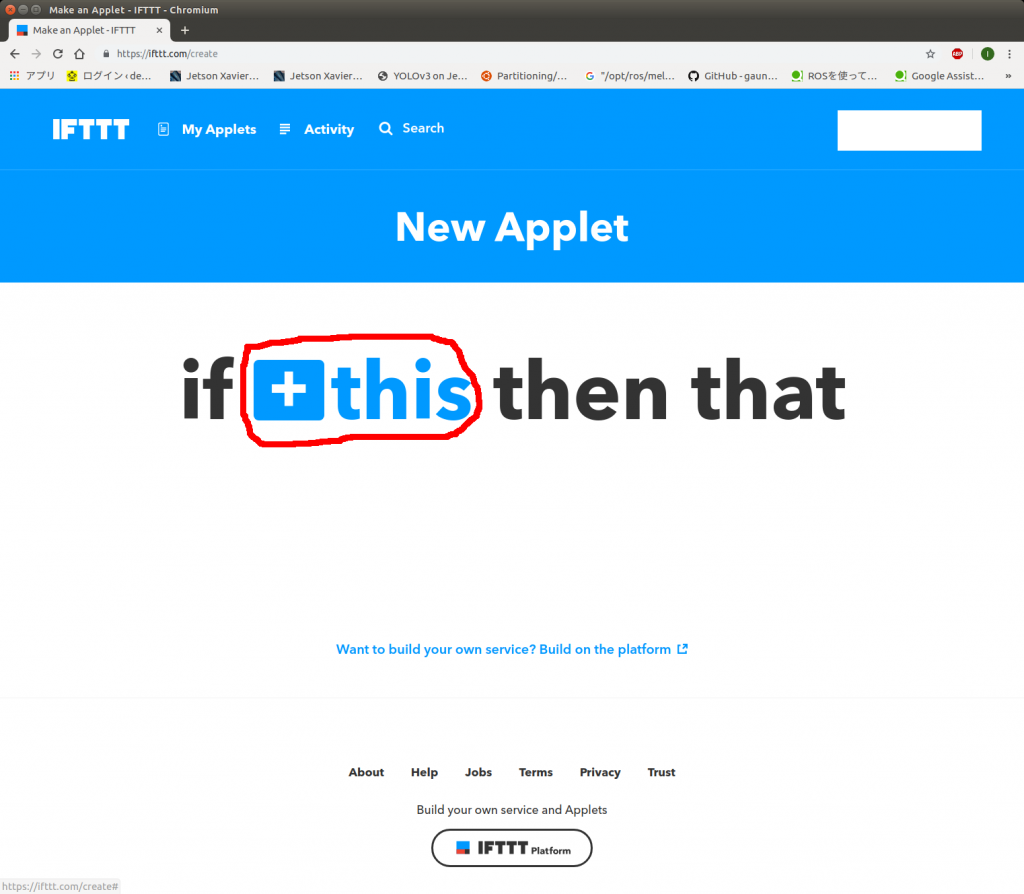 Make an Applet - IFTTT - Chromium
Make an Applet - IFTTT
https://ifttt.com/create
ABP
I
アプリ ログイン ‹ de... Jetson Xavier... Jetson Xavier... YOLOv3 on Je... Partitioning/... "/opt/ros/mel... GitHub - gaun... ROSを使って... Google Assist... »
IFTTT My Applets Activity Search
New Applet
if +this then that
Want to build your own service? Build on the platform
About Help Jobs Terms Privacy Trust
Build your own service and Applets
IFTTT Platform
https://ifttt.com/create#